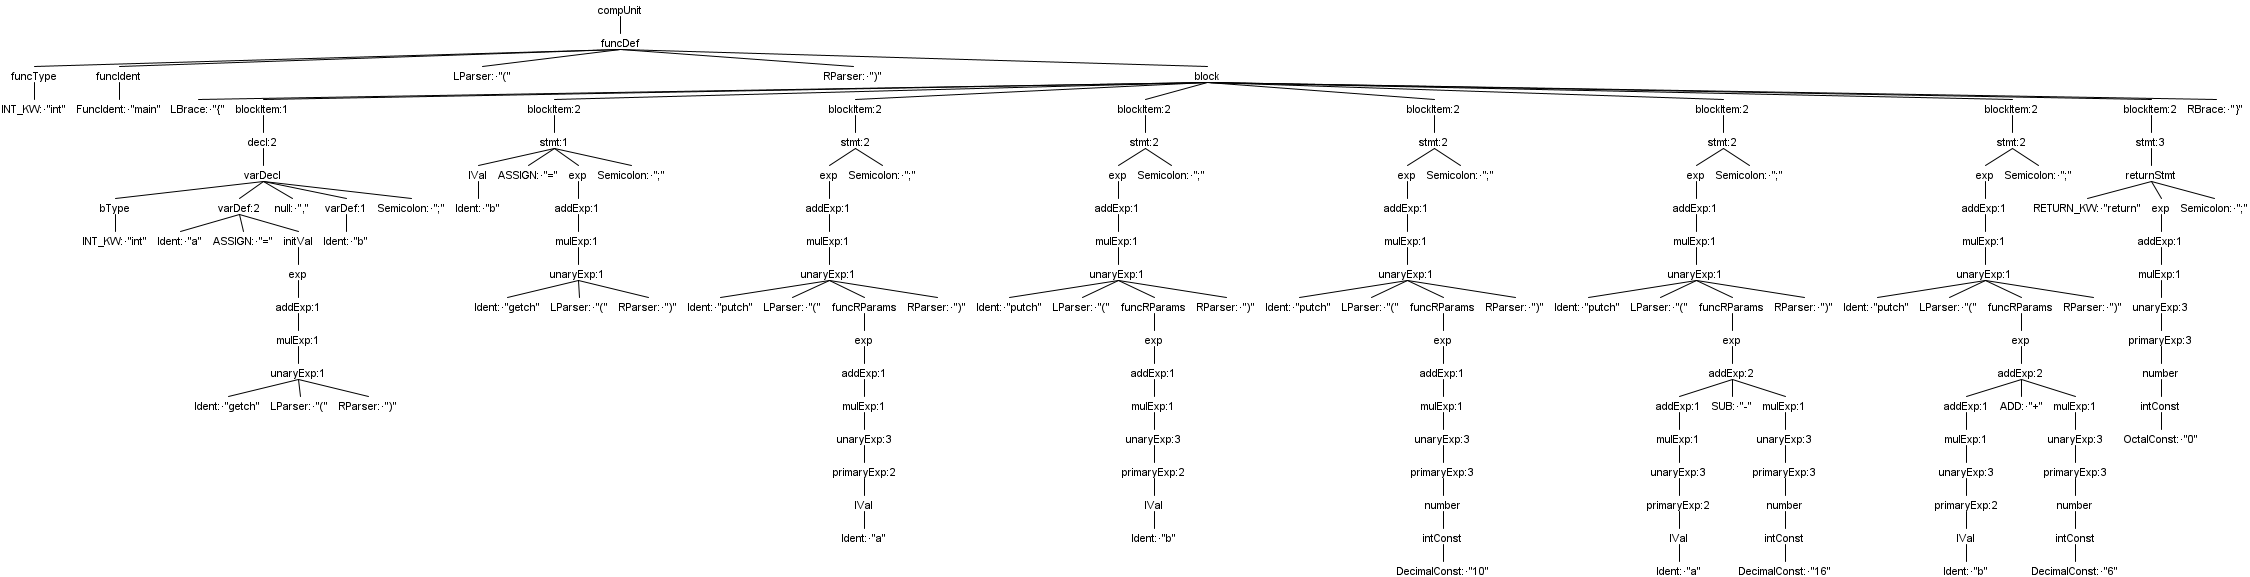 compUnit
funcDef
funcType funcIdent LParser:·"(" RParser:·")" block
INT_KW:·"int" FuncIdent:·"main" LBrace:·"{" blockItem:1 blockItem:2 blockItem:2 blockItem:2 blockItem:2 blockItem:2 blockItem:2 blockItem:2 RBrace:·"}"
decl:2 stmt:1 stmt:2 stmt:2 stmt:2 stmt:2 stmt:2 stmt:3
varDecl lVal ASSIGN:·"=" exp Semicolon:·";" exp Semicolon:·";" exp Semicolon:·";" exp Semicolon:·";" exp Semicolon:·";" exp Semicolon:·";" returnStmt
bType varDef:2 null:·"," varDef:1 Semicolon:·";" Ident:·"b" addExp:1 addExp:1 addExp:1 addExp:1 addExp:1 addExp:1 RETURN_KW:·"return" exp Semicolon:·";"
INT_KW:·"int" Ident:·"a" ASSIGN:·"=" initVal Ident:·"b" mulExp:1 mulExp:1 mulExp:1 mulExp:1 mulExp:1 mulExp:1 addExp:1
exp unaryExp:1 unaryExp:1 unaryExp:1 unaryExp:1 unaryExp:1 unaryExp:1 mulExp:1
addExp:1 Ident:·"getch" LParser:·"(" RParser:·")" Ident:·"putch" LParser:·"(" funcRParams RParser:·")" Ident:·"putch" LParser:·"(" funcRParams RParser:·")" Ident:·"putch" LParser:·"(" funcRParams RParser:·")" Ident:·"putch" LParser:·"(" funcRParams RParser:·")" Ident:·"putch" LParser:·"(" funcRParams RParser:·")" unaryExp:3
mulExp:1 exp exp exp exp exp primaryExp:3
unaryExp:1 addExp:1 addExp:1 addExp:1 addExp:2 addExp:2 number
Ident:·"getch" LParser:·"(" RParser:·")" mulExp:1 mulExp:1 mulExp:1 addExp:1 SUB:·"-" mulExp:1 addExp:1 ADD:·"+" mulExp:1 intConst
unaryExp:3 unaryExp:3 unaryExp:3 mulExp:1 unaryExp:3 mulExp:1 unaryExp:3 OctalConst:·"0"
primaryExp:2 primaryExp:2 primaryExp:3 unaryExp:3 primaryExp:3 unaryExp:3 primaryExp:3
lVal lVal number primaryExp:2 number primaryExp:2 number
Ident:·"a" Ident:·"b" intConst lVal intConst lVal intConst
DecimalConst:·"10" Ident:·"a" DecimalConst:·"16" Ident:·"b" DecimalConst:·"6"